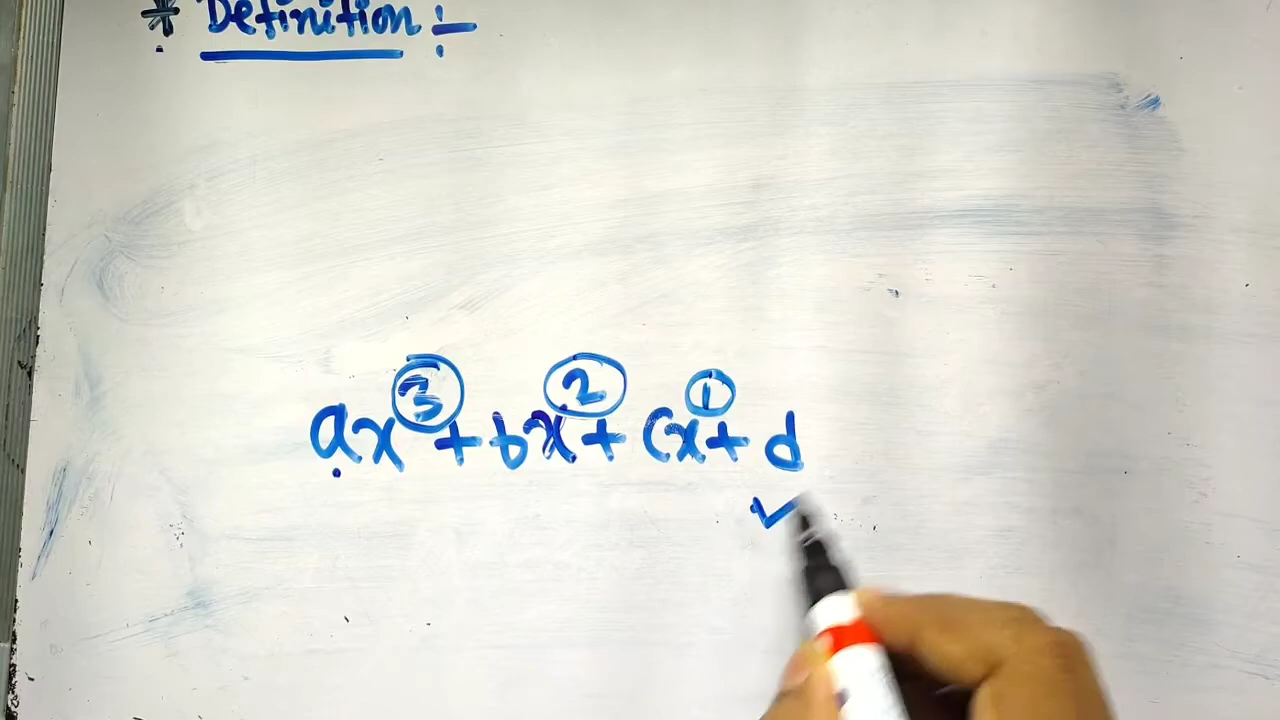 * Definition :-
ax³ + bx² + cx¹ + d ✓